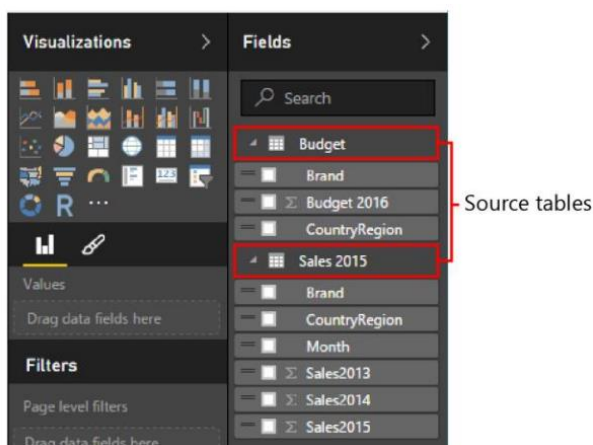 Visualizations
Fields
Search
Budget
Brand
Σ Budget 2016
CountryRegion
Source tables
Sales 2015
Brand
CountryRegion
Month
Σ Sales2013
Σ Sales2014
Σ Sales2015
123
R ...
Values
Drag data fields here
Filters
Page level filters
Drag data fields here